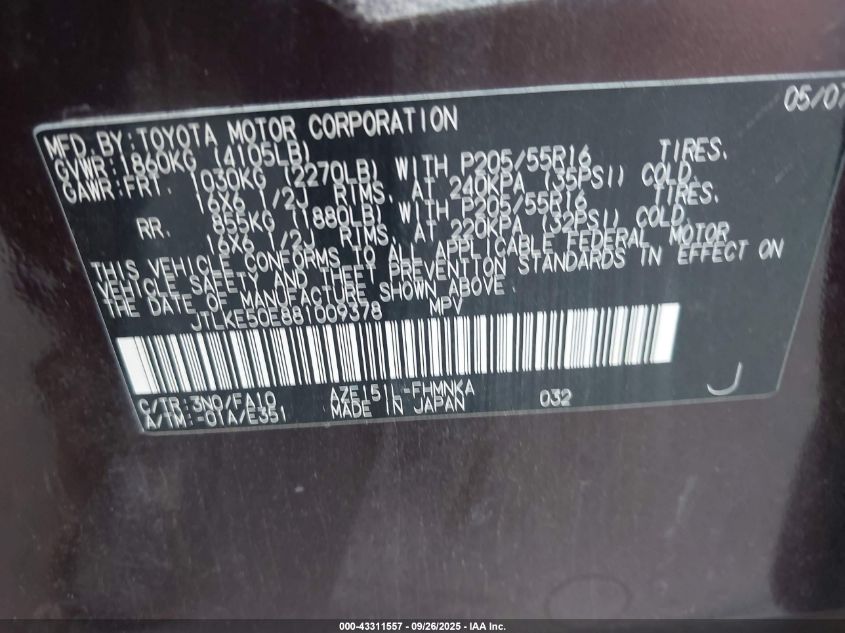 05/07
MFD. BY: TOYOTA MOTOR CORPORATION
GVWR: 1860KG (4105LB)
GAWR: FRT. 1030KG (2270LB) WITH P205/55R16 TIRES.
16X6 1/2J RIMS. AT 240KPA (35PSI) COLD.
RR. 855KG (1880LB) WITH P205/55R16 TIRES.
16X6 1/2J RIMS. AT 220KPA (32PSI) COLD.
THIS VEHICLE CONFORMS TO ALL APPLICABLE FEDERAL MOTOR
VEHICLE SAFETY AND THEFT PREVENTION STANDARDS IN EFFECT ON
THE DATE OF MANUFACTURE SHOWN ABOVE.
JTLKE50E881009378 MPV
C/TR: 3N0/FA10 AZE151L-FHMNKA 032 J
A/TM: -01A/E351 MADE IN JAPAN
000-43311557 - 09/26/2025 - IAA Inc.